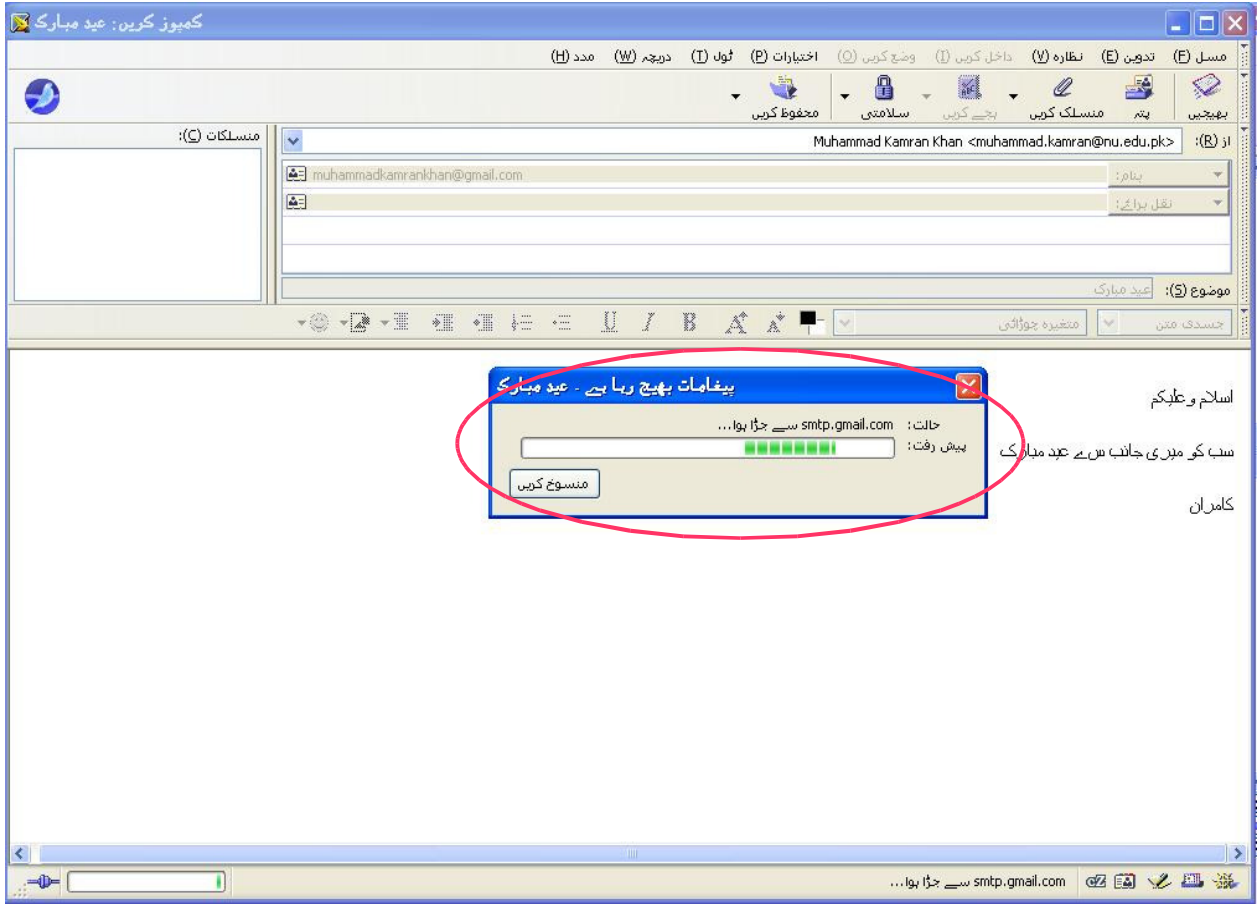 کمپوز کریں: عید مبارک
مسل (F) تدوین (E) نظارہ (V) داخل کریں (I) وضع کریں (O) اختیارات (P) ٹول (T) دریچہ (W) مدد (H)
بھیجیں پتہ منسلک کریں ہجے کریں سلامتی محفوظ کریں
از (R): Muhammad Kamran Khan <muhammad.kamran@nu.edu.pk>
منسلکات (C):
بنام: muhammadkamrankhan@gmail.com
نقل برائے:
موضوع (S): عید مبارک
جسدی متن متغیرہ چوڑائی
پیغامات بھیج رہا ہے - عید مبارک
حالت: smtp.gmail.com سے جڑا ہوا...
پیش رفت:
منسوخ کریں
اسلام و علیکم
سب کو میری جانب سے عید مبارک
کامران
smtp.gmail.com سے جڑا ہوا...